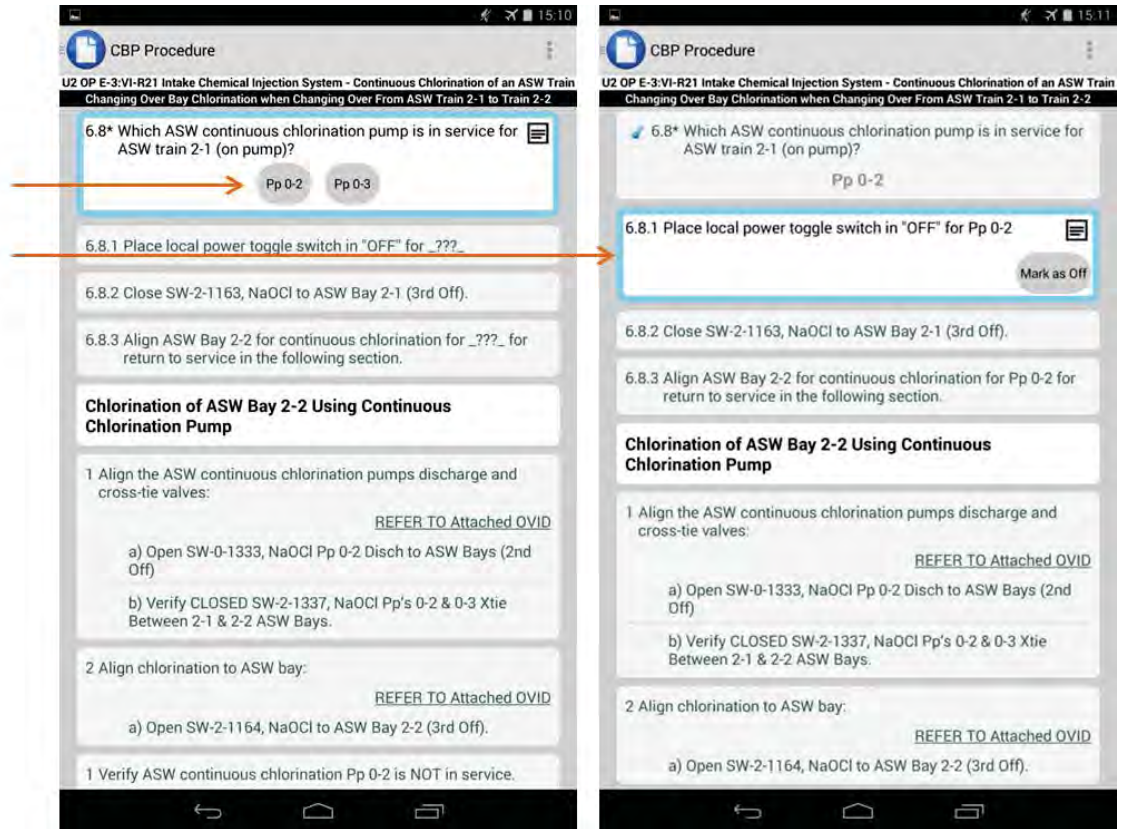 15:10
CBP Procedure
U2 OP E-3:VI-R21 Intake Chemical Injection System - Continuous Chlorination of an ASW Train
Changing Over Bay Chlorination when Changing Over From ASW Train 2-1 to Train 2-2
6.8* Which ASW continuous chlorination pump is in service for
ASW train 2-1 (on pump)?
Pp 0-2 Pp 0-3
6.8.1 Place local power toggle switch in "OFF" for _???_
6.8.2 Close SW-2-1163, NaOCl to ASW Bay 2-1 (3rd Off).
6.8.3 Align ASW Bay 2-2 for continuous chlorination for _???_ for
return to service in the following section.
Chlorination of ASW Bay 2-2 Using Continuous
Chlorination Pump
1 Align the ASW continuous chlorination pumps discharge and
cross-tie valves:
REFER TO Attached OVID
a) Open SW-0-1333, NaOCl Pp 0-2 Disch to ASW Bays (2nd
Off)
b) Verify CLOSED SW-2-1337, NaOCl Pp's 0-2 & 0-3 Xtie
Between 2-1 & 2-2 ASW Bays.
2 Align chlorination to ASW bay:
REFER TO Attached OVID
a) Open SW-2-1164, NaOCl to ASW Bay 2-2 (3rd Off).
1 Verify ASW continuous chlorination Pp 0-2 is NOT in service.
15:11
CBP Procedure
U2 OP E-3:VI-R21 Intake Chemical Injection System - Continuous Chlorination of an ASW Train
Changing Over Bay Chlorination when Changing Over From ASW Train 2-1 to Train 2-2
6.8* Which ASW continuous chlorination pump is in service for
ASW train 2-1 (on pump)?
Pp 0-2
6.8.1 Place local power toggle switch in "OFF" for Pp 0-2
Mark as Off
6.8.2 Close SW-2-1163, NaOCl to ASW Bay 2-1 (3rd Off).
6.8.3 Align ASW Bay 2-2 for continuous chlorination for Pp 0-2 for
return to service in the following section.
Chlorination of ASW Bay 2-2 Using Continuous
Chlorination Pump
1 Align the ASW continuous chlorination pumps discharge and
cross-tie valves:
REFER TO Attached OVID
a) Open SW-0-1333, NaOCl Pp 0-2 Disch to ASW Bays (2nd
Off)
b) Verify CLOSED SW-2-1337, NaOCl Pp's 0-2 & 0-3 Xtie
Between 2-1 & 2-2 ASW Bays.
2 Align chlorination to ASW bay:
REFER TO Attached OVID
a) Open SW-2-1164, NaOCl to ASW Bay 2-2 (3rd Off).